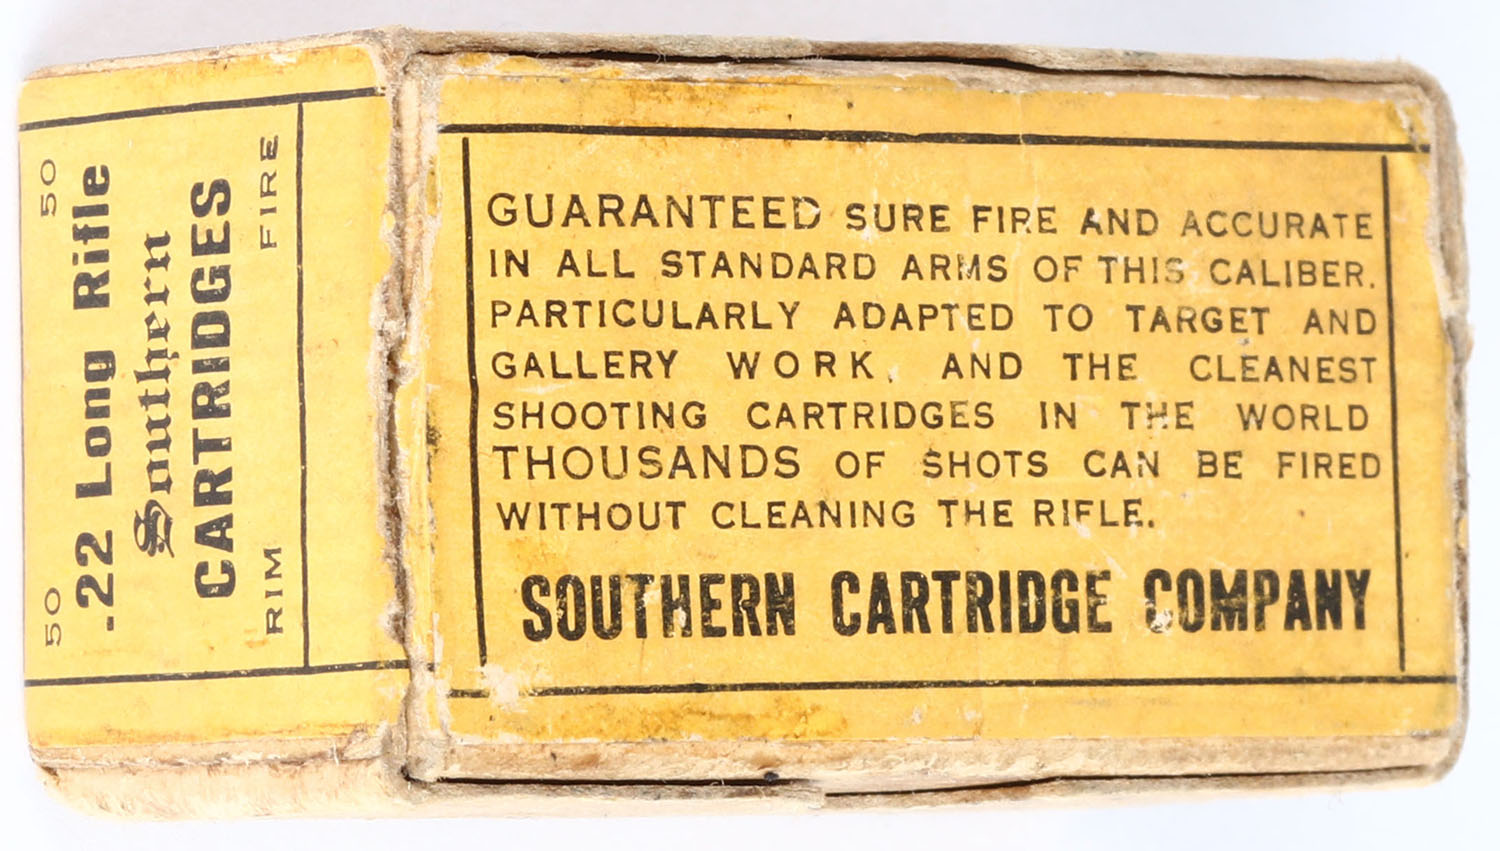 50 50
.22 Long Rifle
Southern
CARTRIDGES
RIM FIRE
GUARANTEED SURE FIRE AND ACCURATE
IN ALL STANDARD ARMS OF THIS CALIBER.
PARTICULARLY ADAPTED TO TARGET AND
GALLERY WORK, AND THE CLEANEST
SHOOTING CARTRIDGES IN THE WORLD
THOUSANDS OF SHOTS CAN BE FIRED
WITHOUT CLEANING THE RIFLE.
SOUTHERN CARTRIDGE COMPANY